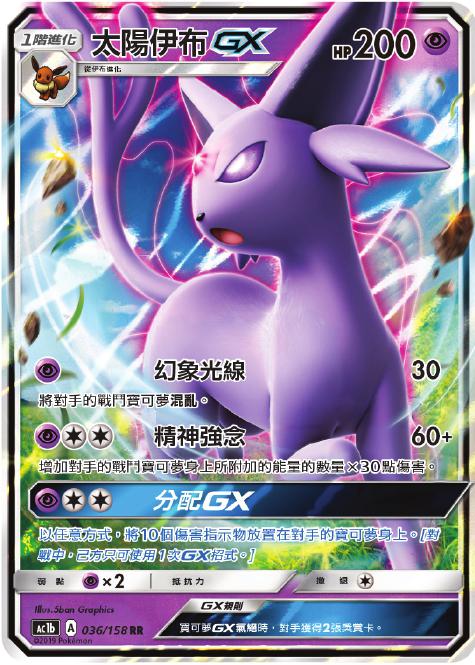 1階進化
太陽伊布GX
HP200
從伊布進化
幻象光線 30
將對手的戰鬥寶可夢混亂。
精神強念 60+
增加對手的戰鬥寶可夢身上所附加的能量的數量×30點傷害。
分配GX
以任意方式，將10個傷害指示物放置在對手的寶可夢身上。[對
戰中，己方只可使用1次GX招式。]
弱點 ×2 抵抗力 撤退
Illus.5ban Graphics
GX規則
AC1b A 036/158 RR
寶可夢GX氣絕時，對手獲得2張獎賞卡。
©2019 Pokémon